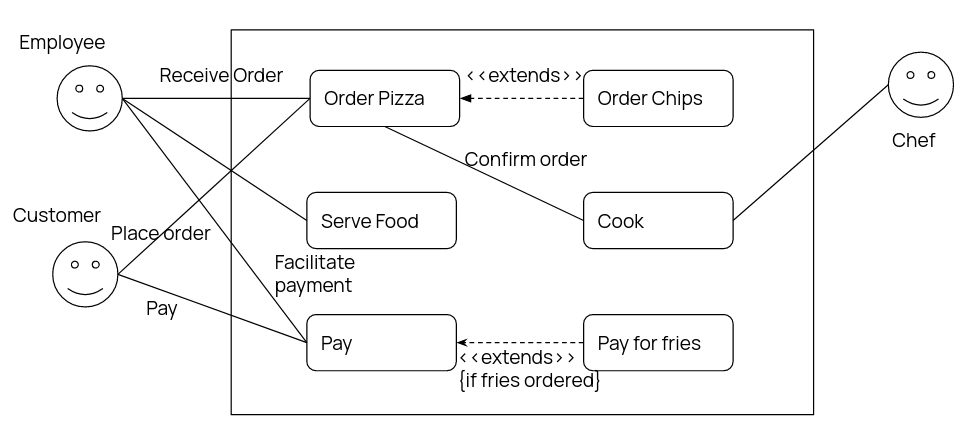 Employee
Receive Order
Order Pizza
<<extends>>
Order Chips
Chef
Confirm order
Customer
Place order
Serve Food
Cook
Facilitate
payment
Pay
Pay
<<extends>>
{if fries ordered}
Pay for fries